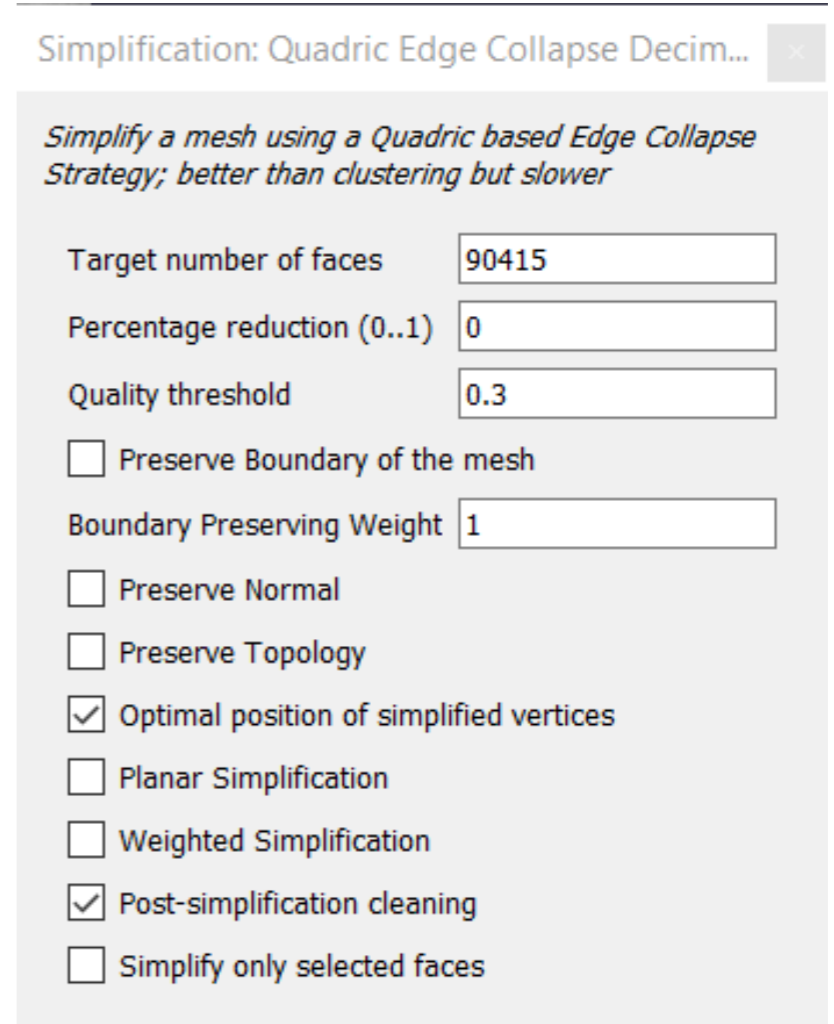 Simplification: Quadric Edge Collapse Decim...
Simplify a mesh using a Quadric based Edge Collapse
Strategy; better than clustering but slower
Target number of faces 90415
Percentage reduction (0..1) 0
Quality threshold 0.3
Preserve Boundary of the mesh
Boundary Preserving Weight 1
Preserve Normal
Preserve Topology
Optimal position of simplified vertices
Planar Simplification
Weighted Simplification
Post-simplification cleaning
Simplify only selected faces